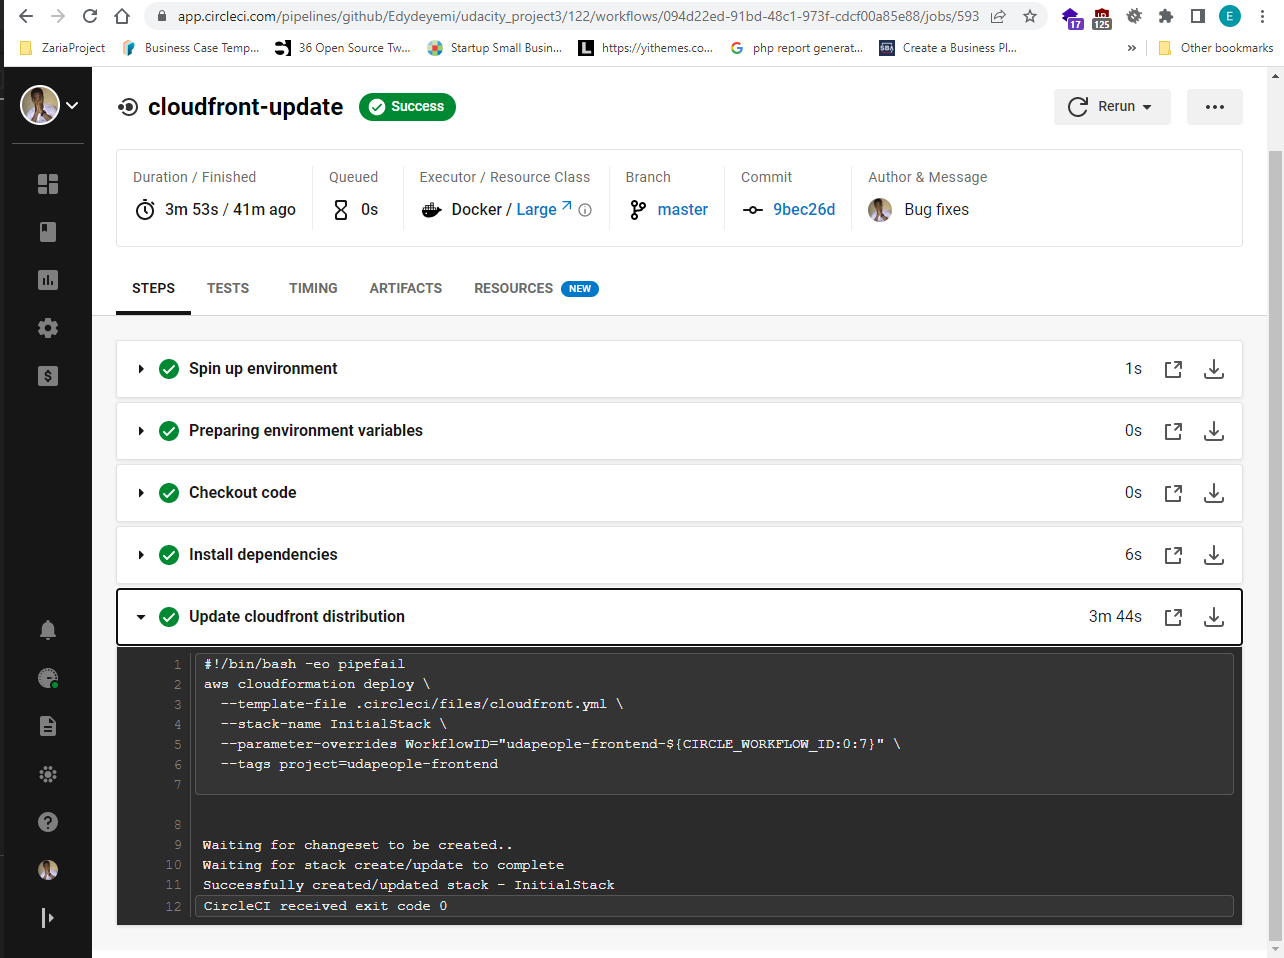 app.circleci.com/pipelines/github/Edydeyemi/udacity_project3/122/workflows/094d22ed-91bd-48c1-973f-cdcf00a85e88/jobs/593
17
125
E
ZariaProject
Business Case Temp...
36 Open Source Tw...
L
Startup Small Busin...
https://yithemes.co...
php report generat...
SBA
Create a Business Pl...
»
Other bookmarks
cloudfront-update
Success
Rerun
Duration / Finished
Queued
Executor / Resource Class
Branch
Commit
Author & Message
3m 53s / 41m ago
0s
Docker / Large
master
9bec26d
Bug fixes
STEPS
TESTS
TIMING
ARTIFACTS
RESOURCES
NEW
Spin up environment
1s
Preparing environment variables
0s
Checkout code
0s
Install dependencies
6s
Update cloudfront distribution
3m 44s
1 #!/bin/bash -eo pipefail
2 aws cloudformation deploy \
3 --template-file .circleci/files/cloudfront.yml \
4 --stack-name InitialStack \
5 --parameter-overrides WorkflowID="udapeople-frontend-${CIRCLE_WORKFLOW_ID:0:7}" \
6 --tags project=udapeople-frontend
7
8
9 Waiting for changeset to be created..
10 Waiting for stack create/update to complete
11 Successfully created/updated stack - InitialStack
12 CircleCI received exit code 0